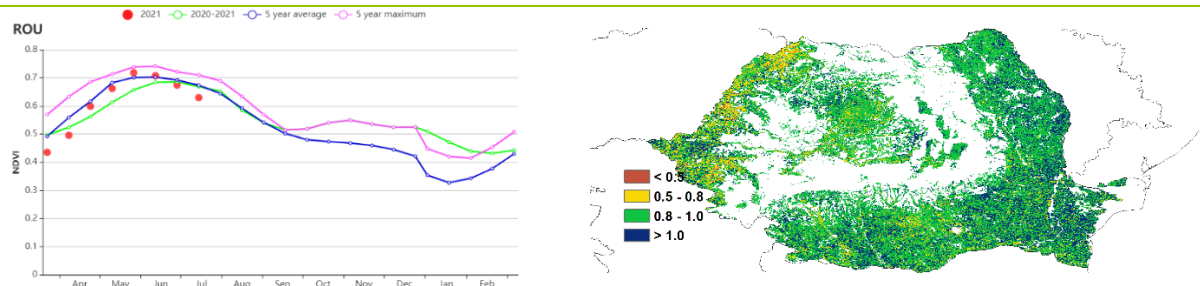 2021 2020-2021 5 year average 5 year maximum
ROU
0.8
0.7
0.6
0.5
0.4
0.3
0.2
0.1
0
NDVI
Apr May Jun Jul Aug Sep Oct Nov Dec Jan Feb
< 0.5
0.5 - 0.8
0.8 - 1.0
> 1.0